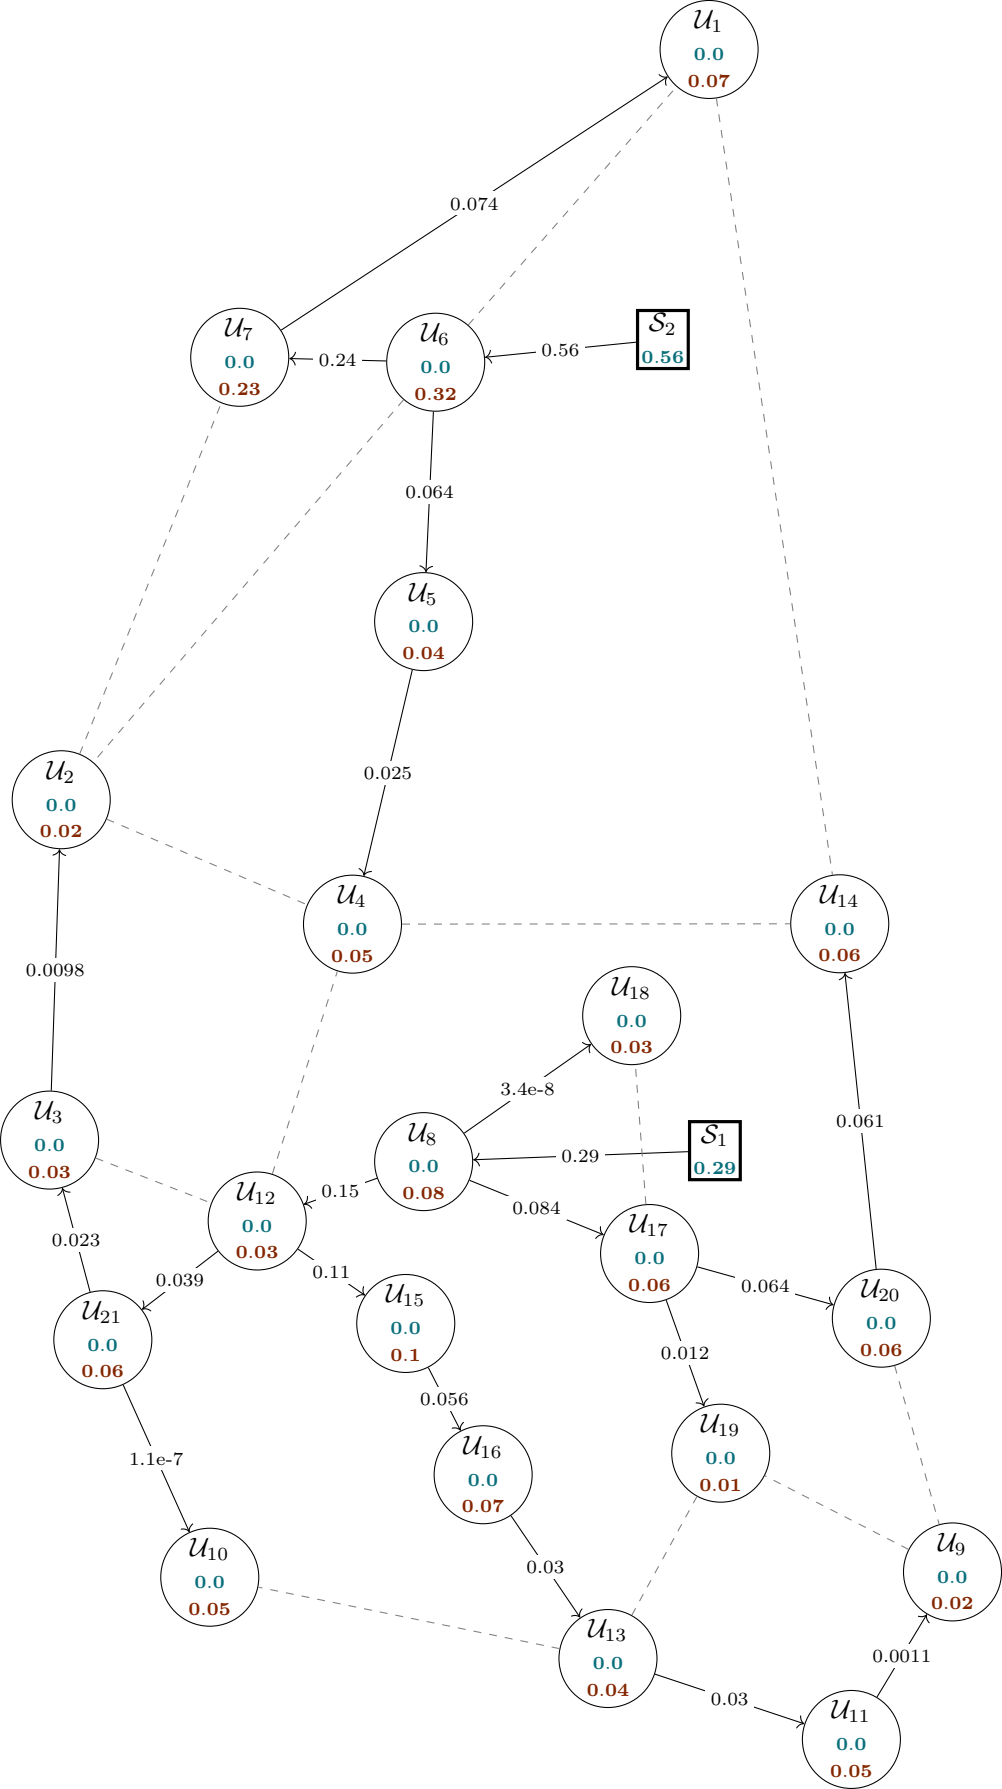 𝒰₁
0.0
0.07
0.074
𝒰₇
0.0
0.23
0.24
𝒰₆
0.0
0.32
0.56
𝒮₂
0.56
0.064
𝒰₅
0.0
0.04
0.025
𝒰₂
0.0
0.02
𝒰₄
0.0
0.05
𝒰₁₄
0.0
0.06
0.0098
𝒰₁₈
0.0
0.03
3.4e-8
𝒰₃
0.0
0.03
𝒰₈
0.0
0.08
0.29
𝒮₁
0.29
0.061
0.15
0.084
𝒰₁₂
0.0
0.03
𝒰₁₇
0.0
0.06
0.023
0.039
0.11
0.064
𝒰₂₁
0.0
0.06
𝒰₁₅
0.0
0.1
𝒰₂₀
0.0
0.06
0.012
0.056
1.1e-7
𝒰₁₆
0.0
0.07
𝒰₁₉
0.0
0.01
𝒰₁₀
0.0
0.05
0.03
𝒰₉
0.0
0.02
𝒰₁₃
0.0
0.04
0.0011
0.03
𝒰₁₁
0.0
0.05